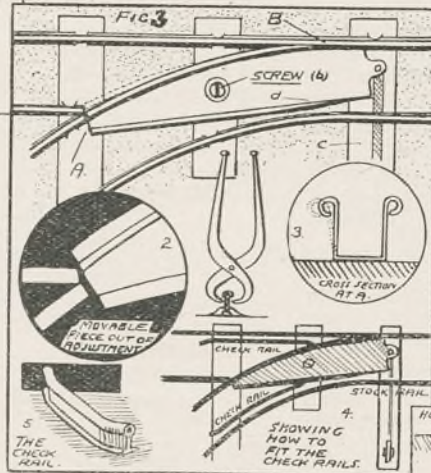 FIG 3
B
SCREW (b)
d
A.
C
2
MOVABLE
PIECE OUT OF
ADJUSTMENT
3.
CROSS SECTION
AT A.
CHECK RAIL
CHECK RAIL
STOCK RAIL
4.
SHOWING
HOW TO
FIT THE
CHECK RAILS.
5
THE
CHECK
RAIL.